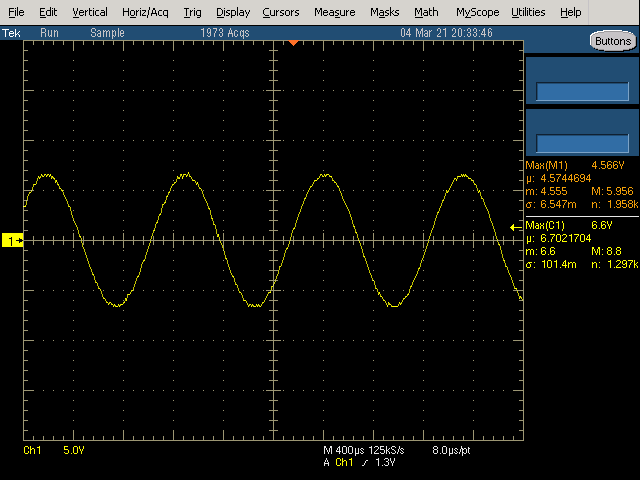 File Edit Vertical Horiz/Acq Trig Display Cursors Measure Masks Math MyScope Utilities Help
Tek Run Sample 1973 Acqs 04 Mar 21 20:33:46
Buttons
Max(M1) 4.566V
µ: 4.5744694
m: 4.555 M: 5.956
σ: 6.547m n: 1.958k
Max(C1) 6.6V
µ: 6.7021704
m: 6.6 M: 8.8
σ: 101.4m n: 1.297k
1
Ch1 5.0V M 400µs 125kS/s 8.0µs/pt
A Ch1 ∕ 1.3V